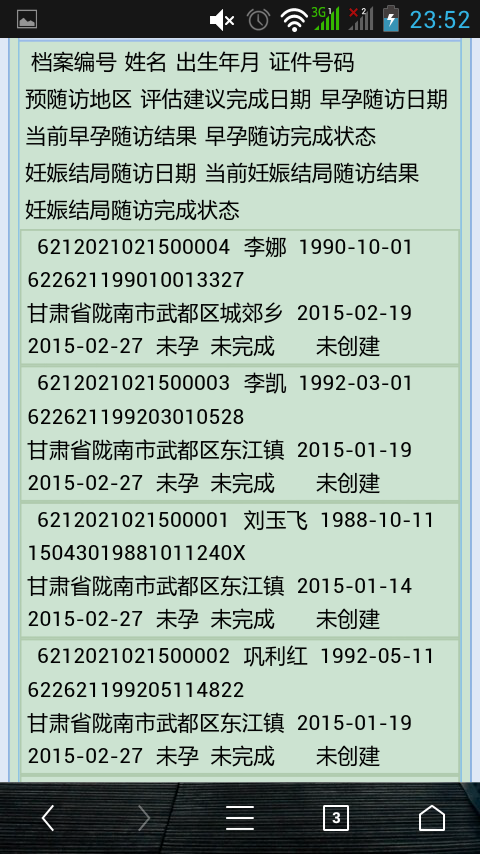 3G 1 2 23:52
档案编号 姓名 出生年月 证件号码
预随访地区 评估建议完成日期 早孕随访日期
当前早孕随访结果 早孕随访完成状态
妊娠结局随访日期 当前妊娠结局随访结果
妊娠结局随访完成状态
6212021021500004 李娜 1990-10-01
622621199010013327
甘肃省陇南市武都区城郊乡 2015-02-19
2015-02-27 未孕 未完成 未创建
6212021021500003 李凯 1992-03-01
622621199203010528
甘肃省陇南市武都区东江镇 2015-01-19
2015-02-27 未孕 未完成 未创建
6212021021500001 刘玉飞 1988-10-11
15043019881011240X
甘肃省陇南市武都区东江镇 2015-01-14
2015-02-27 未孕 未完成 未创建
6212021021500002 巩利红 1992-05-11
622621199205114822
甘肃省陇南市武都区东江镇 2015-01-19
2015-02-27 未孕 未完成 未创建
3